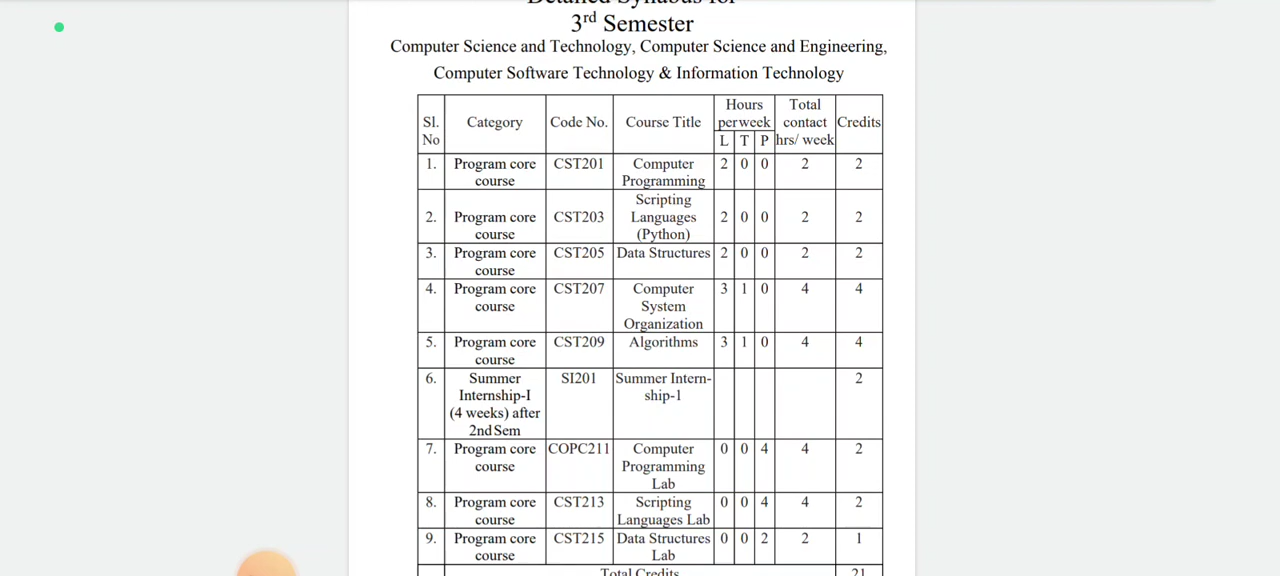 Detailed Syllabus for
3rd Semester
Computer Science and Technology, Computer Science and Engineering,
Computer Software Technology & Information Technology
Sl. No | Category | Code No. | Course Title | Hours per week L T P | Total contact hrs/ week | Credits
1. | Program core course | CST201 | Computer Programming | 2 | 0 | 0 | 2 | 2
2. | Program core course | CST203 | Scripting Languages (Python) | 2 | 0 | 0 | 2 | 2
3. | Program core course | CST205 | Data Structures | 2 | 0 | 0 | 2 | 2
4. | Program core course | CST207 | Computer System Organization | 3 | 1 | 0 | 4 | 4
5. | Program core course | CST209 | Algorithms | 3 | 1 | 0 | 4 | 4
6. | Summer Internship-I (4 weeks) after 2nd Sem | SI201 | Summer Intern-ship-1 | | | | | 2
7. | Program core course | COPC211 | Computer Programming Lab | 0 | 0 | 4 | 4 | 2
8. | Program core course | CST213 | Scripting Languages Lab | 0 | 0 | 4 | 4 | 2
9. | Program core course | CST215 | Data Structures Lab | 0 | 0 | 2 | 2 | 1
Total Credits | 21